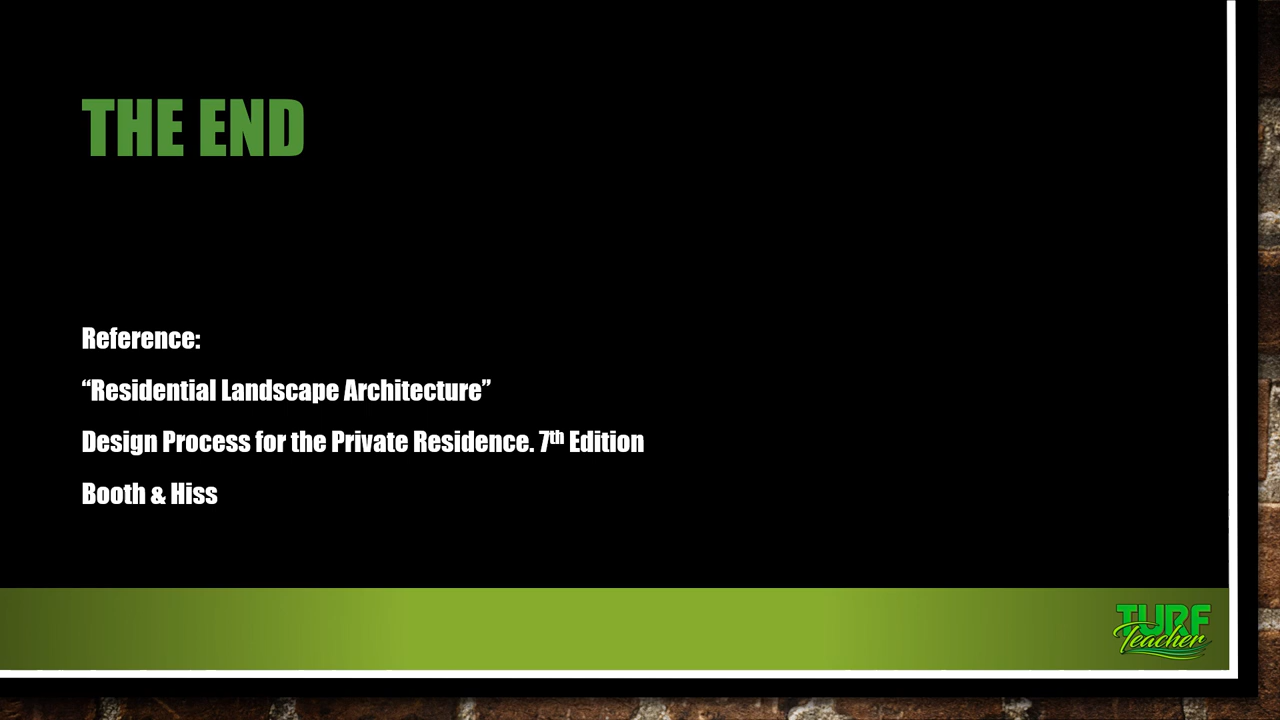 THE END
Reference:
“Residential Landscape Architecture”
Design Process for the Private Residence. 7th Edition
Booth & Hiss
TURF
Teacher